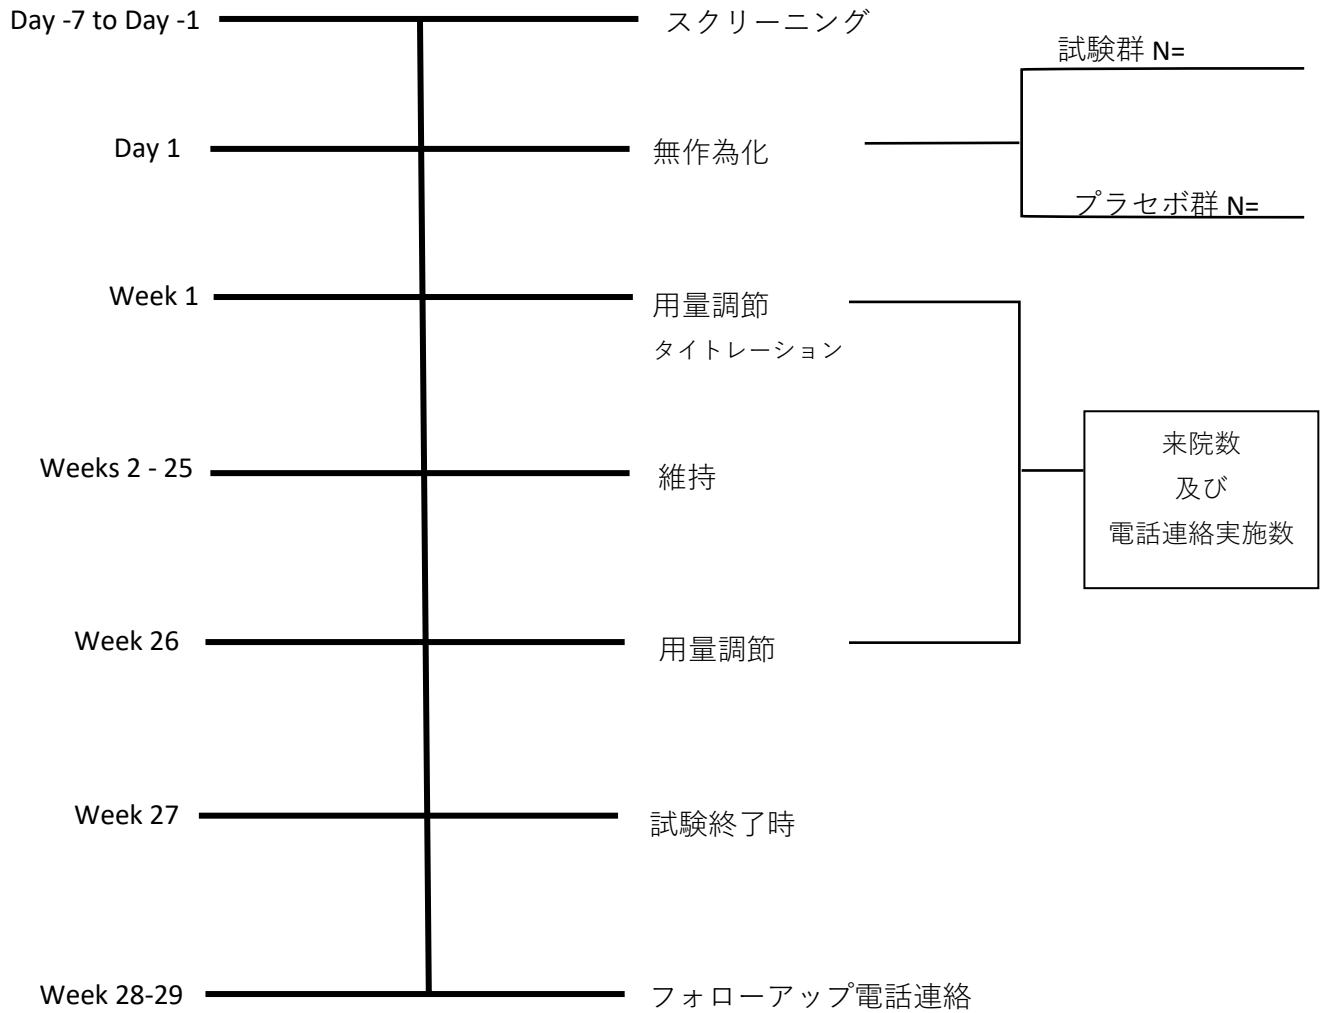 Day -7 to Day -1
スクリーニング
試験群 N=
Day 1
無作為化
プラセボ群 N=
Week 1
用量調節
タイトレーション
Weeks 2 - 25
維持
来院数
及び
電話連絡実施数
Week 26
用量調節
Week 27
試験終了時
Week 28-29
フォローアップ電話連絡